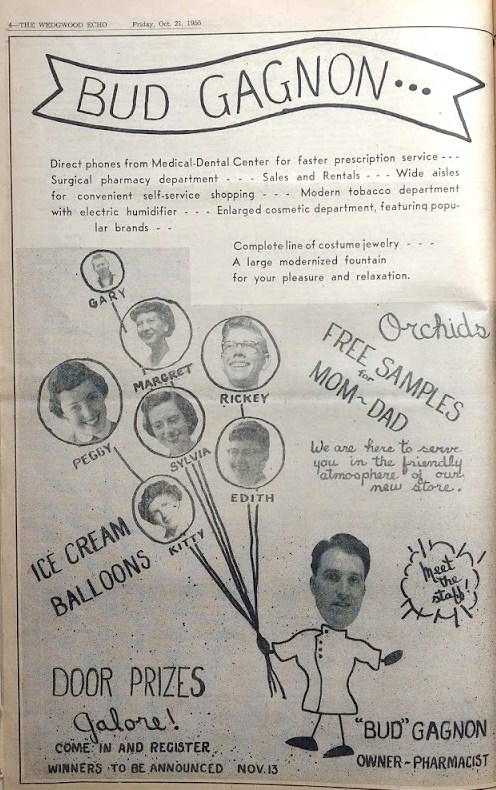 4—THE WEDGWOOD ECHO Friday, Oct. 21, 1955
BUD GAGNON...
Direct phones from Medical-Dental Center for faster prescription service - - -
Surgical pharmacy department - - - Sales and Rentals - - - Wide aisles
for convenient self-service shopping - - - Modern tobacco department
with electric humidifier - - - Enlarged cosmetic department, featuring popu-
lar brands - -
Complete line of costume jewelry - - -
A large modernized fountain
for your pleasure and relaxation.
GARY
MARGRET
RICKEY
PEGGY
SYLVIA
EDITH
KITTY
Orchids
FREE SAMPLES
for
MOM~DAD
We are here to serve
you in the friendly
atmosphere of our
new store.
ICE CREAM
BALLOONS
Meet
the
staff!
DOOR PRIZES
Galore!
COME IN AND REGISTER
WINNERS TO BE ANNOUNCED NOV. 13
"BUD" GAGNON
OWNER-PHARMACIST